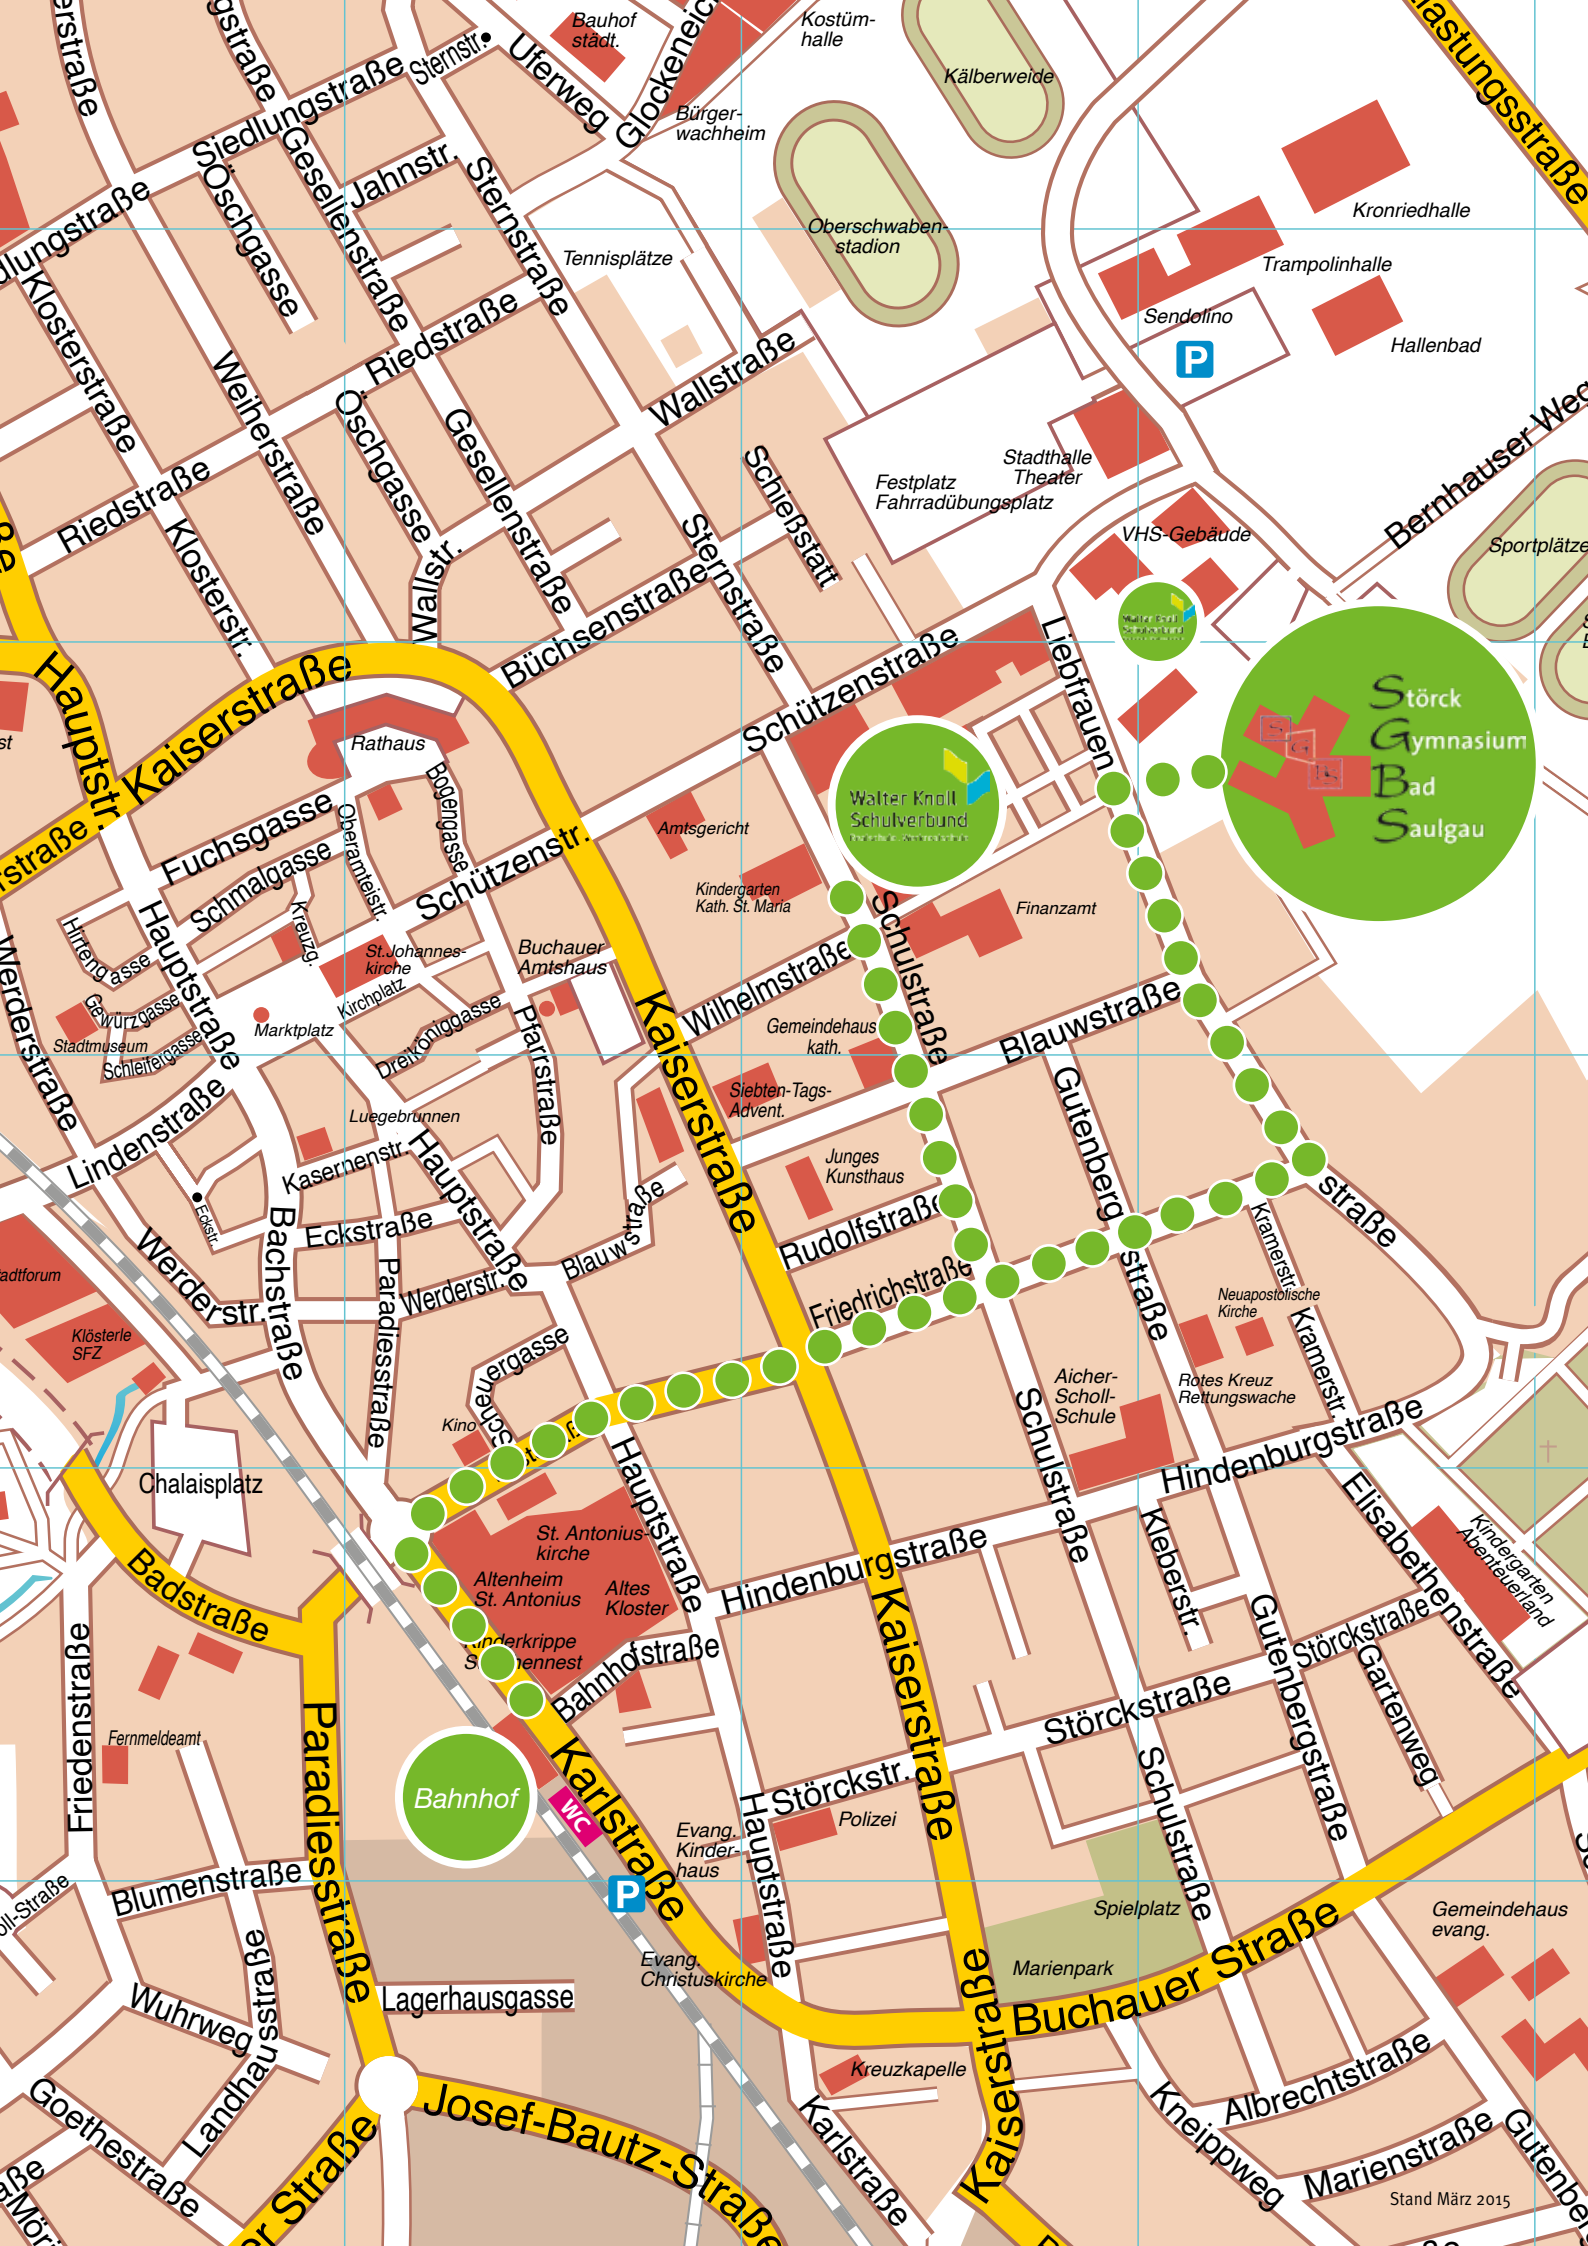 Bauhof
städt.
Kostüm-
halle
Sternstr.
Uferweg
Siedlungstraße
Bürger-
wachheim
Kälberweide
Gesellenstraße
Jahnstr.
Öschgasse
Sternstraße
Oberschwaben-
stadion
Kronriedhalle
Tennisplätze
Trampolinhalle
Klosterstraße
Sendolino
P
Hallenbad
Riedstraße
Weiherstraße
Wallstraße
Öschgasse
Gesellenstraße
Bernhauser Weg
Schießstatt
Stadthalle
Theater
Festplatz
Fahrradübungsplatz
Riedstraße
Klosterstr.
Sternstraße
VHS-Gebäude
Sportplätze
Wallstr.
Büchsenstraße
Walter Knoll
Schulverbund
Hauptstr.
Kaiserstraße
Schützenstraße
Liebfrauen
straße
Störck
Gymnasium
Bad
Saulgau
Rathaus
Bogengasse
Walter Knoll
Schulverbund
Fuchsgasse
Oberamteistr.
Schmalgasse
Schützenstr.
Amtsgericht
Kindergarten
Kath. St. Maria
Finanzamt
Hirtengasse
Kreuzg.
St.Johannes-
kirche
Buchauer
Amtshaus
Kirchplatz
Hauptstraße
Werderstraße
Gewürzgasse
Stadtmuseum
Schleifergasse
Marktplatz
Dreiköniggasse
Pfarrstraße
Kaiserstraße
Wilhelmstraße
Schulstraße
Gemeindehaus
kath.
Blauwstraße
Siebten-Tags-
Advent.
Gutenberg
straße
Lindenstraße
Luegebrunnen
Kasernenstr.
Hauptstraße
Junges
Kunsthaus
Eckstr.
Eckstraße
Bachstraße
Rudolfstraße
Blauwstraße
Werderstr.
Paradiesstraße
Werderstr.
Friedrichstraße
Kramerstr.
Neuapostolische
Kirche
Klösterle
SFZ
Scheuergasse
Kino
Aicher-
Scholl-
Schule
Rotes Kreuz
Rettungswache
Kramerstr.
Chalaisplatz
Hauptstraße
Schulstraße
Hindenburgstraße
St. Antonius-
kirche
Altenheim
St. Antonius
Altes
Kloster
Badstraße
Hindenburgstraße
Kleberstr.
Elisabethenstraße
Kindergarten
Abenteuerland
Bahnhofstraße
Kaiserstraße
Gutenbergstraße
Störckstraße
Gartenweg
Friedenstraße
Fernmeldeamt
Paradiesstraße
Störckstraße
Bahnhof
WC
Karlstraße
Störckstr.
Polizei
Schulstraße
Evang.
Kinder-
haus
Hauptstraße
P
Blumenstraße
Spielplatz
Gemeindehaus
evang.
Evang.
Christuskirche
Marienpark
Buchauer Straße
Kaiserstraße
Lagerhausgasse
Wuhrweg
Landhausstraße
Kreuzkapelle
Albrechtstraße
Goethestraße
Josef-Bautz-Straße
Karlstraße
Kneippweg
Marienstraße
Stand März 2015